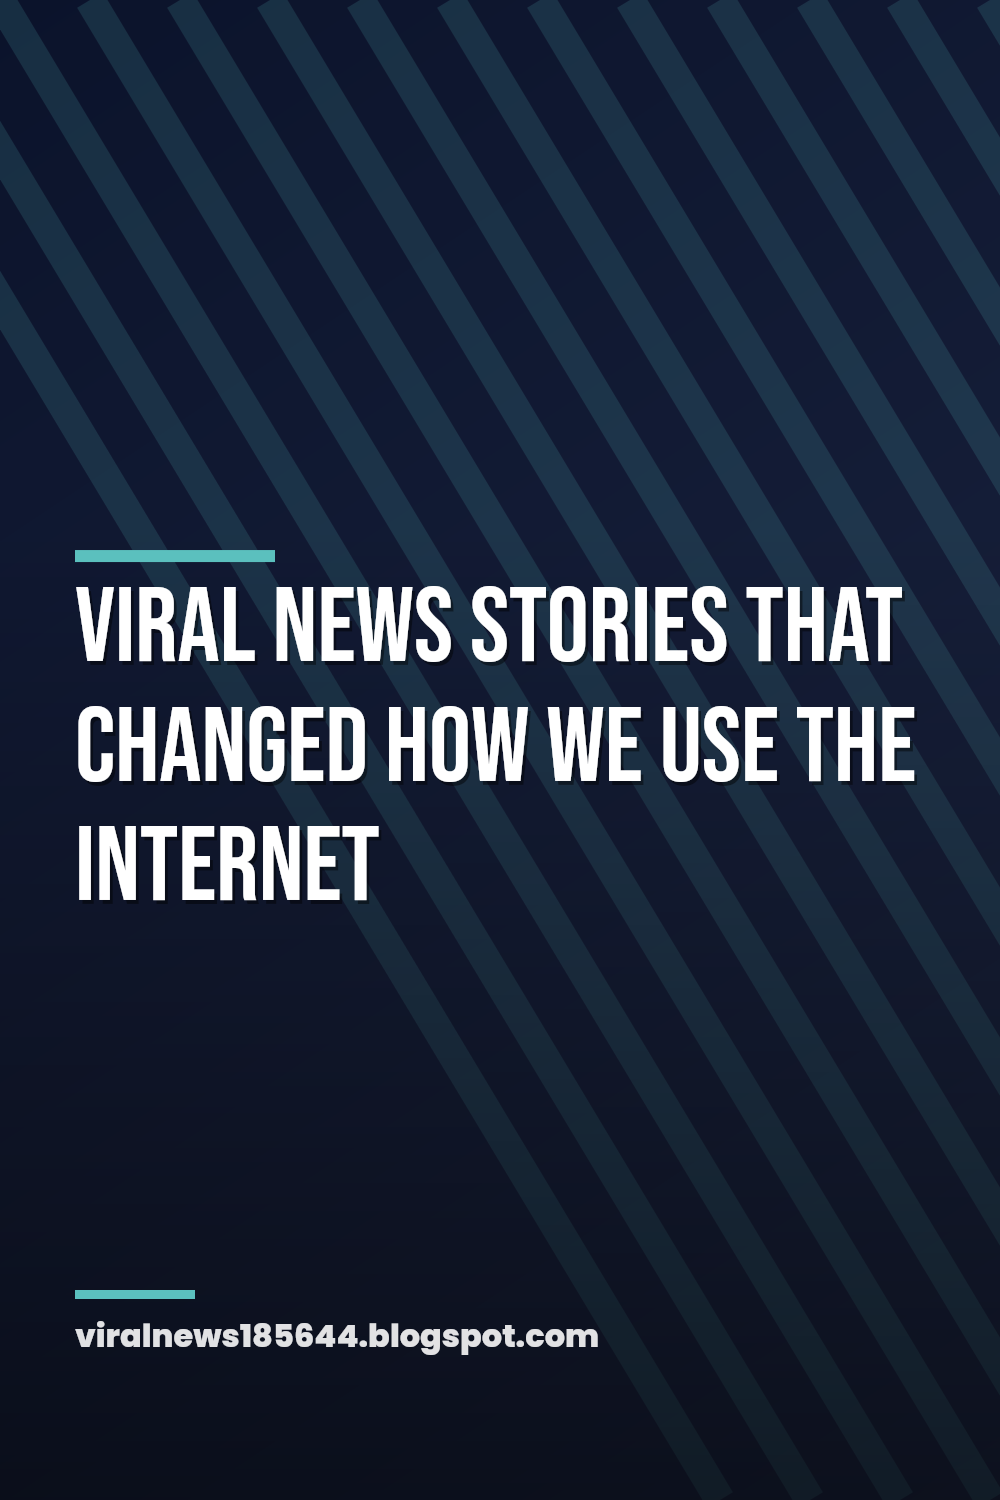 VIRAL NEWS STORIES THAT
CHANGED HOW WE USE THE
INTERNET
viralnews185644.blogspot.com